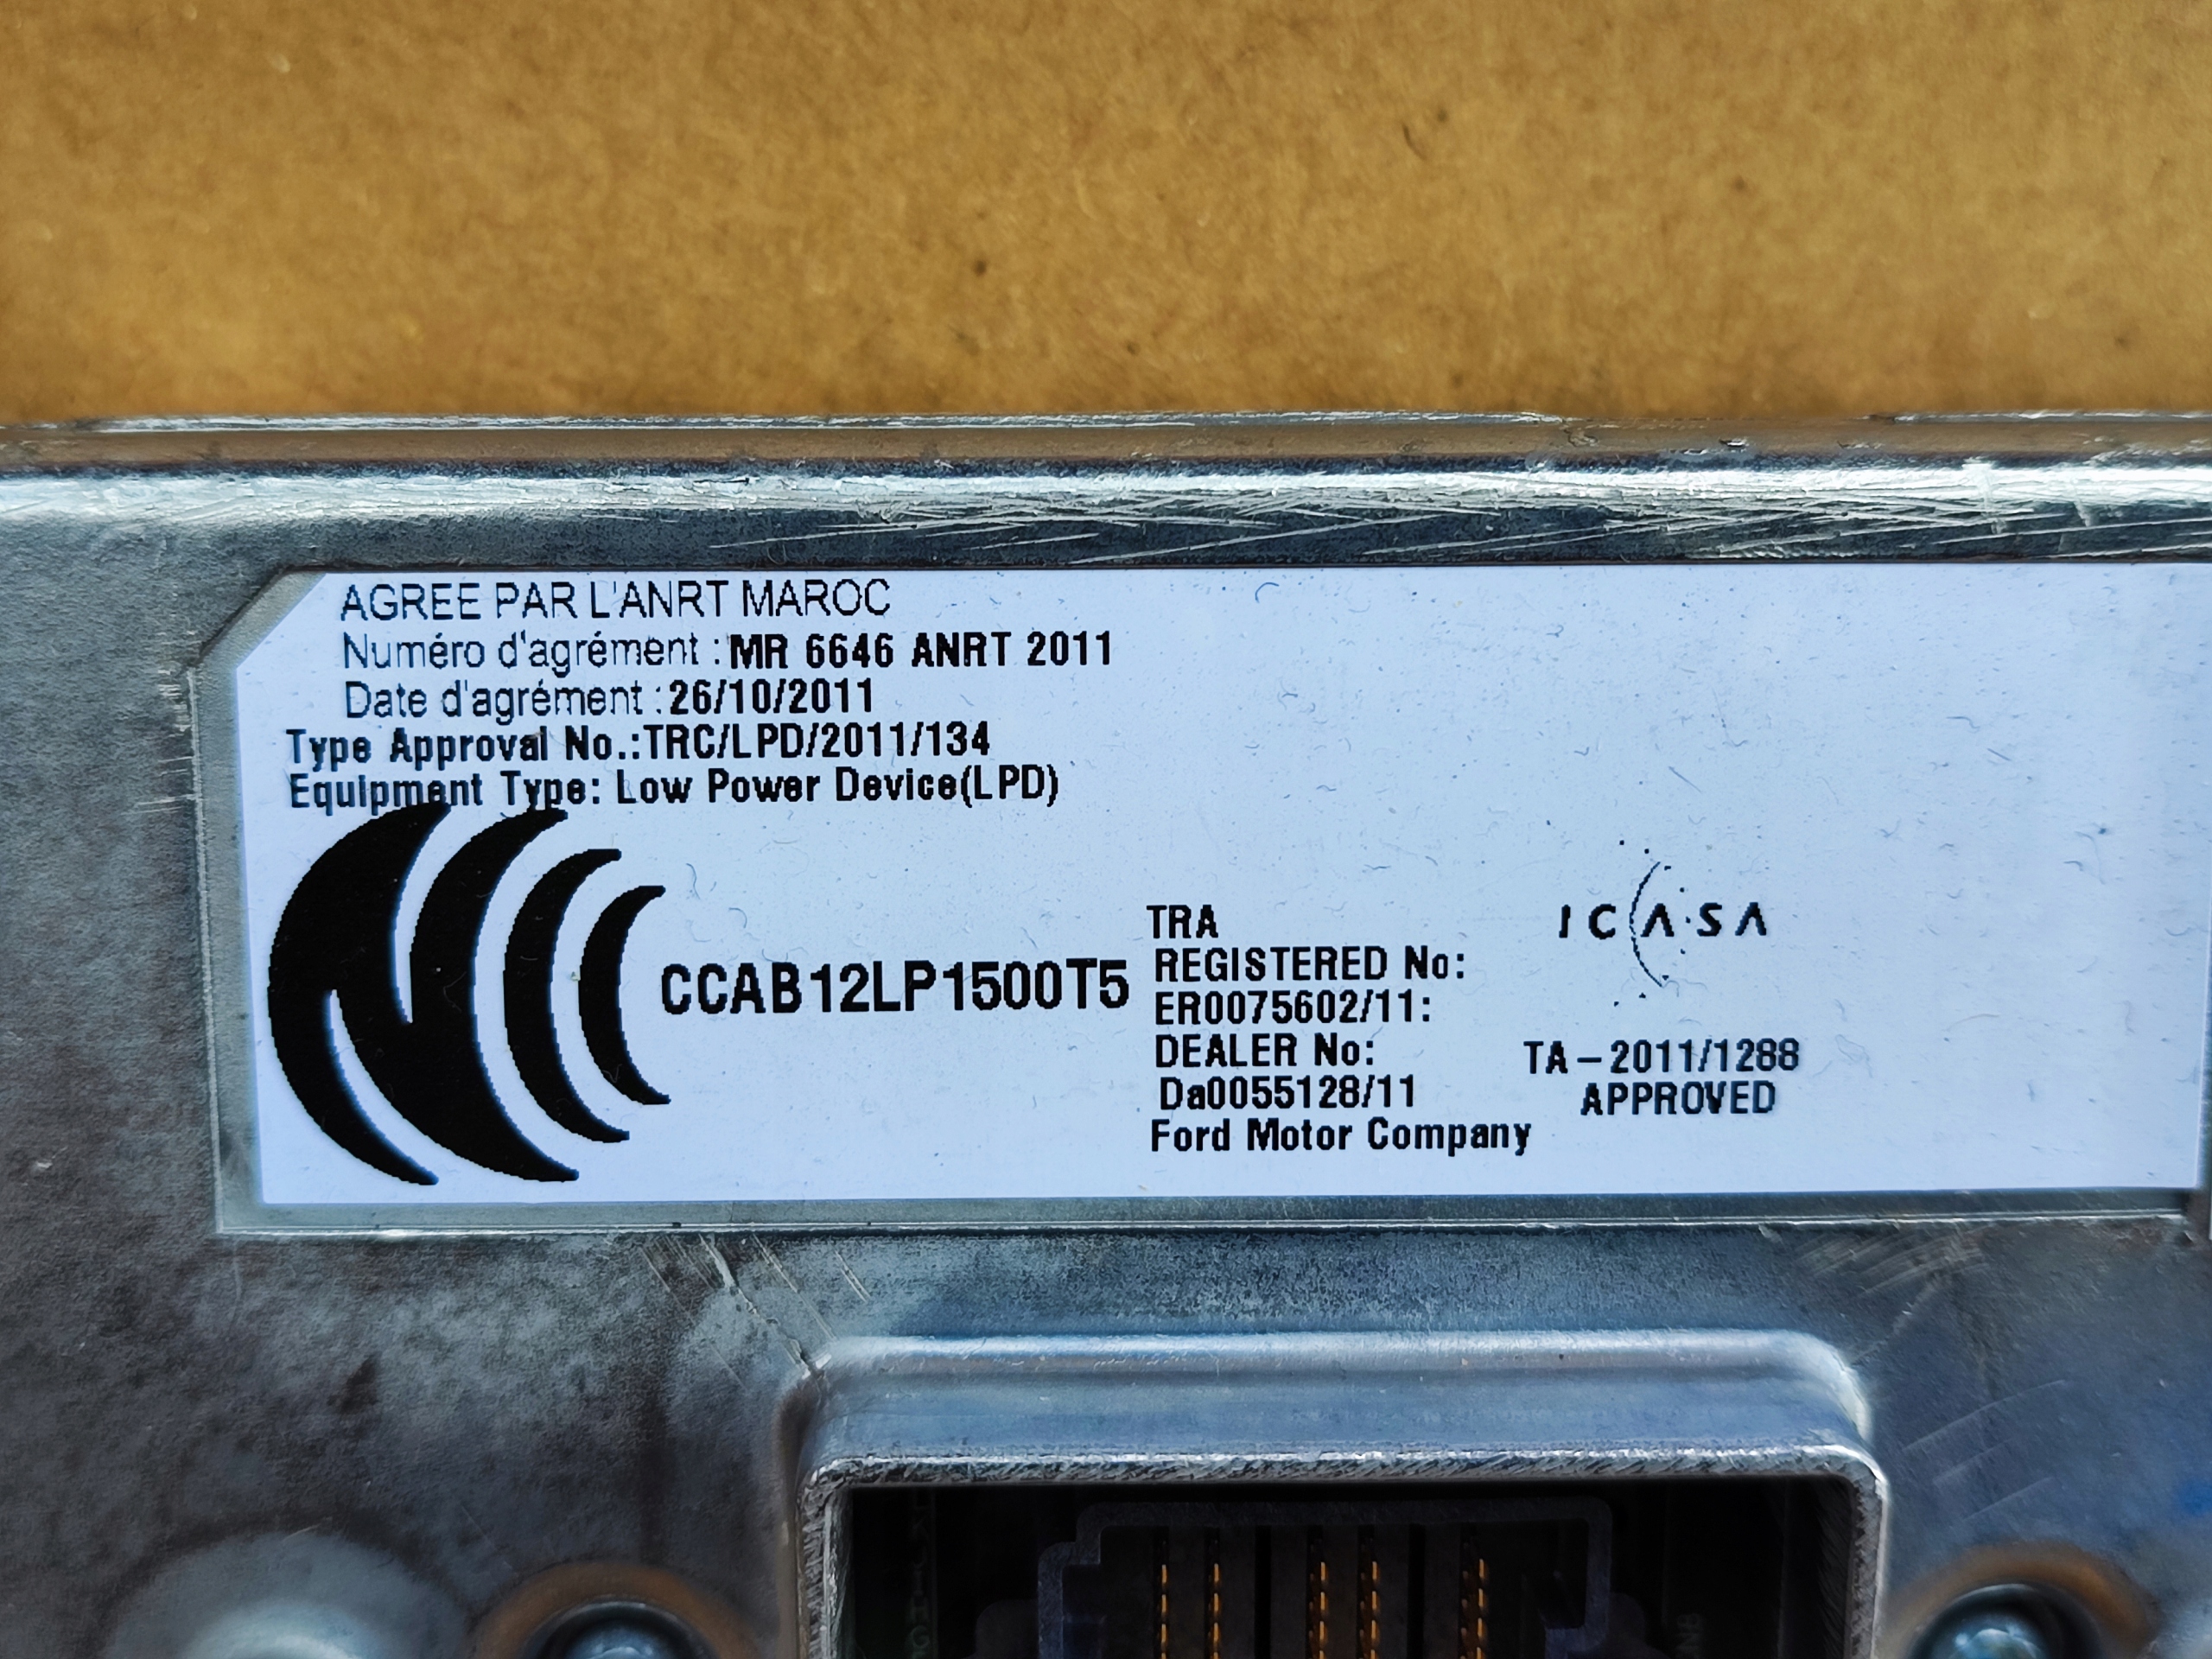 AGREE PAR L'ANRT MAROC
Numéro d'agrément : MR 6646 ANRT 2011
Date d'agrément : 26/10/2011
Type Approval No.:TRC/LPD/2011/134
Equipment Type: Low Power Device(LPD)
CCAB12LP1500T5
TRA
REGISTERED No:
ER0075602/11:
DEALER No:
Da0055128/11
Ford Motor Company
ICASA
TA-2011/1288
APPROVED